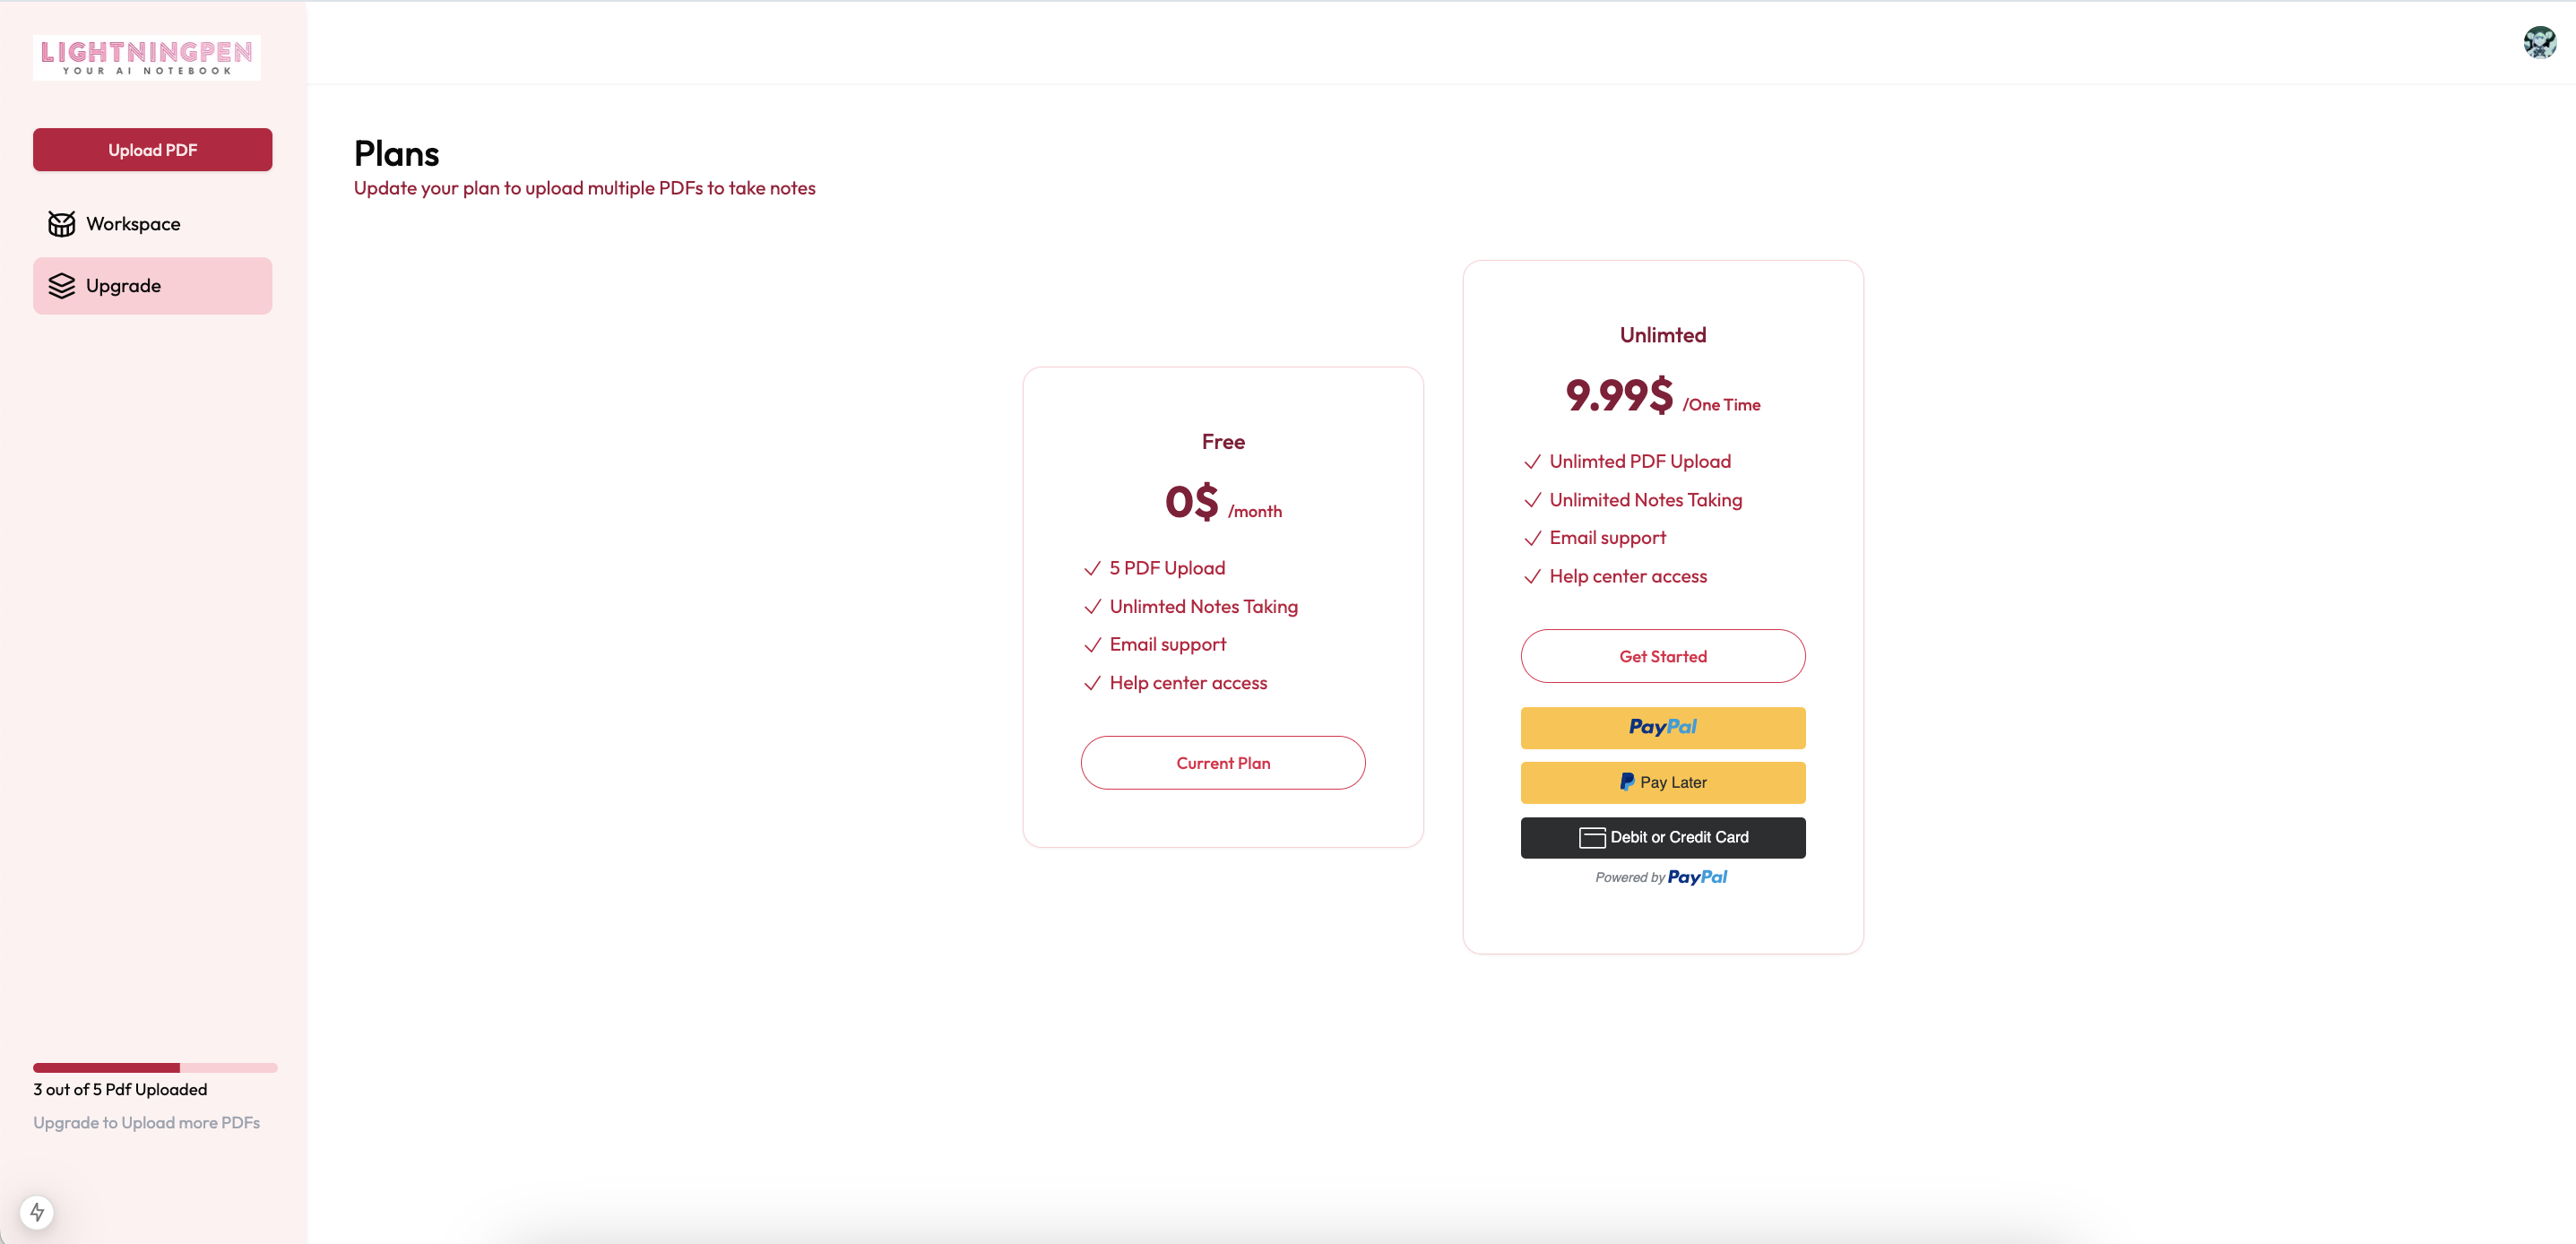 LIGHTNINGPEN
YOUR AI NOTEBOOK
Upload PDF
Workspace
Upgrade
3 out of 5 Pdf Uploaded
Upgrade to Upload more PDFs
Plans
Update your plan to upload multiple PDFs to take notes
Free
0$ /month
5 PDF Upload
Unlimted Notes Taking
Email support
Help center access
Current Plan
Unlimted
9.99$ /One Time
Unlimted PDF Upload
Unlimited Notes Taking
Email support
Help center access
Get Started
PayPal
Pay Later
Debit or Credit Card
Powered by PayPal